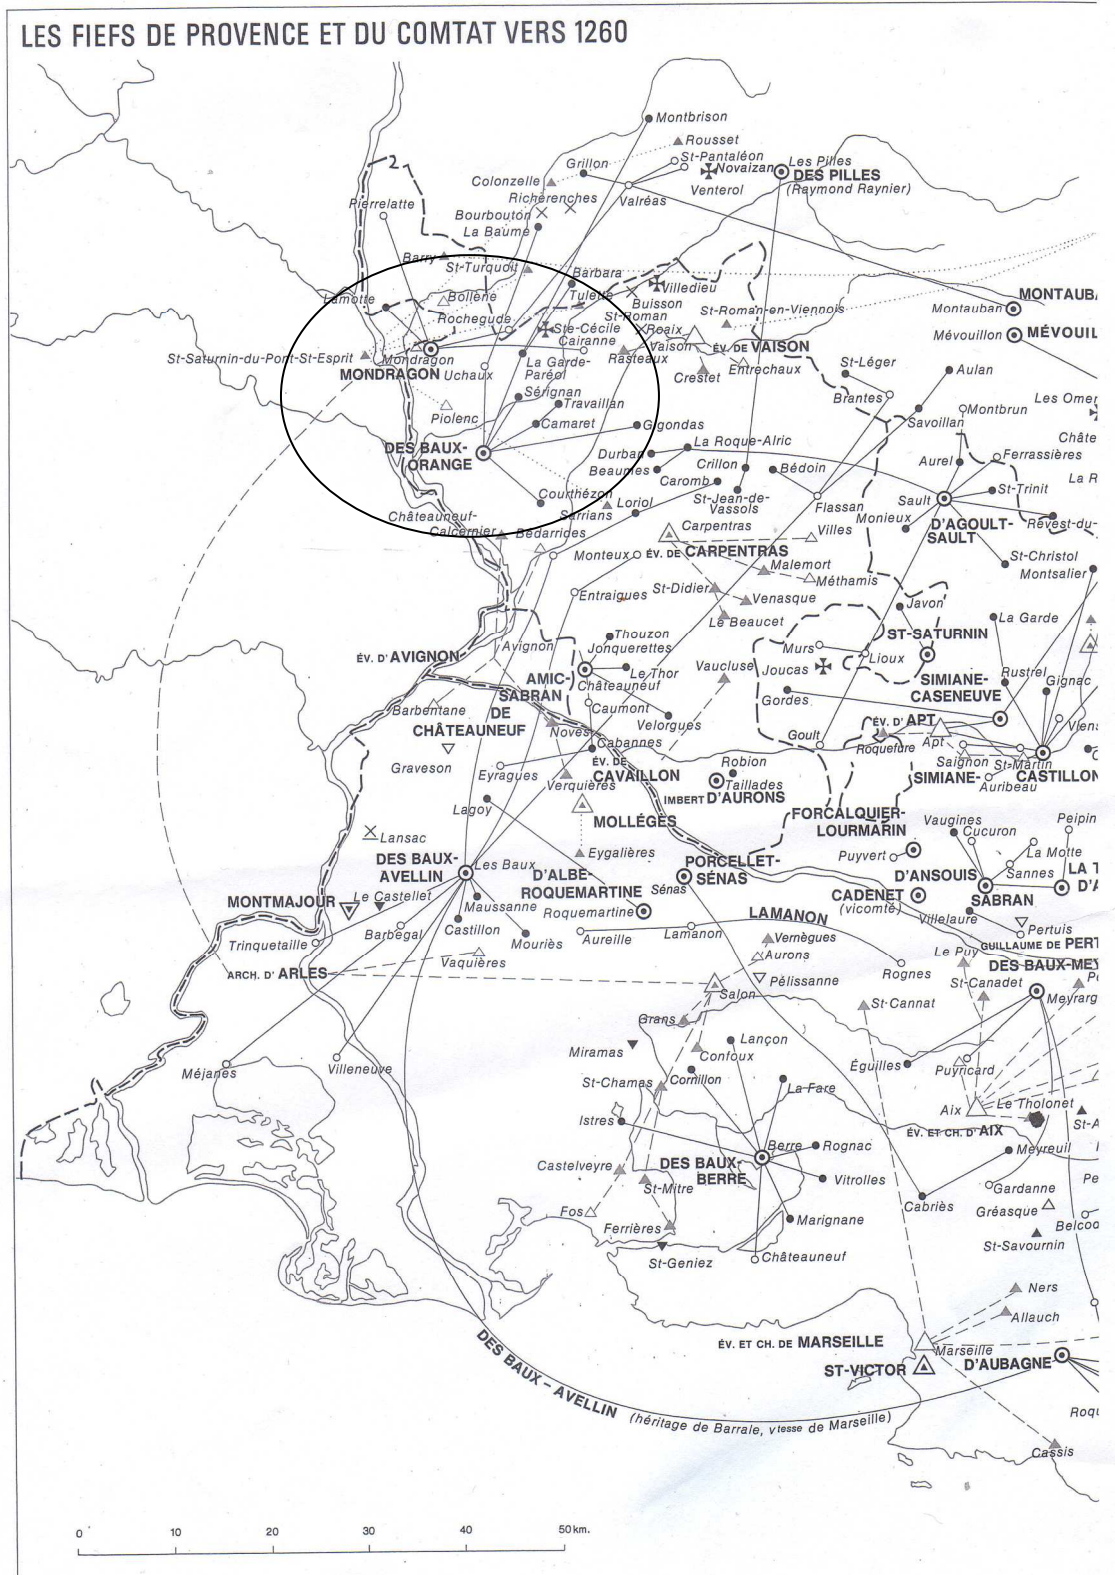 LES FIEFS DE PROVENCE ET DU COMTAT VERS 1260
Montbrison
Rousset
St-Pantaléon
Grillon
Novaizan
Les Pilles
DES PILLES
(Raymond Raynier)
Colonzelle
Venterol
Richerenches
Valréas
Pierrelatte
Bourbouton
La Baume
Barry
St-Turquoit
Barbara
Villedieu
Tulette
Buisson
MONTAUB
Lamotte
Bollène
Rochegude
St-Roman
St-Roman-en-Viennois
Montauban
Ste-Cécile
Roaix
Mévouillon
MÉVOUIL
Cairanne
Vaison
ÉV. DE VAISON
St-Saturnin-du-Pont-St-Esprit
Mondragon
MONDRAGON
Uchaux
La Garde-
Paréol
Rasteaux
Crestet
Entrechaux
St-Léger
Aulan
Sérignan
Brantes
Travaillan
Montbrun
Les Omer
Piolenc
Camaret
Gigondas
Savoillan
DES BAUX-
ORANGE
La Roque-Alric
Châte
Durban
Ferrassières
Beaumes
Crillon
Bédoin
Aurel
La R
Caromb
St-Trinit
Courthézon
Loriol
St-Jean-de-
Vassols
Sault
Sarrians
Flassan
Monieux
Châteauneuf-
Calcernier
Carpentras
Villes
D'AGOULT-
SAULT
Révest-du-
Bédarrides
Monteux
ÉV. DE CARPENTRAS
St-Christol
Malemort
Montsalier
Méthamis
Entraigues
St-Didier
Venasque
Javon
Le Beaucet
La Garde
Thouzon
ST-SATURNIN
Avignon
Jonquerettes
Murs
ÉV. D'AVIGNON
Le Thor
Vaucluse
Joucas
Lioux
AMIC-
SABRAN
Châteauneuf
SIMIANE-
CASENEUVE
Rustrel
Gignac
Barbentane
DE
CHÂTEAUNEUF
Caumont
Velorgues
Gordes
ÉV. D'APT
Noves
Goult
Apt
Roquefure
Cabannes
Graveson
ÉV. DE
CAVAILLON
Robion
Saignon
St-Martin
Eyragues
Verquières
Taillades
SIMIANE-
CASTILLON
IMBERT D'AURONS
Auribeau
Lagoy
MOLLÉGÈS
FORCALQUIER-
LOURMARIN
Vaugines
Cucuron
Peipin
Lansac
DES BAUX-
AVELLIN
Les Baux
Eygalières
Puyvert
La Motte
Sannes
D'ALBE-
ROQUEMARTINE
PORCELLET-
SÉNAS
Sénas
D'ANSOUIS
SABRAN
LA T
D'A
CADENET
(vicomté)
MONTMAJOUR
Le Castellet
Maussanne
Roquemartine
LAMANON
Villelaure
Pertuis
Trinquetaille
Barbegal
Castillon
Mouriès
Aureille
Lamanon
Vernègues
GUILLAUME DE PERT
Vaquières
Aurons
Le Puy
DES BAUX-MEY
ARCH. D'ARLES
Rognes
Pélissanne
St-Canadet
Meyrarg
Salon
St-Cannat
Grans
Miramas
Lançon
Confoux
Éguilles
Puyricard
Méjanes
Villeneuve
St-Chamas
Cornillon
La Fare
Aix
Le Tholonet
Istres
ÉV. ET CH. D'AIX
St-A
Berre
Rognac
Meyreuil
Castelveyre
DES BAUX-
BERRE
Vitrolles
St-Mitre
Gardanne
Pe
Fos
Marignane
Cabriès
Gréasque
Ferrières
Belcod
St-Geniez
Châteauneuf
St-Savournin
Ners
Allauch
ÉV. ET CH. DE MARSEILLE
Marseille
ST-VICTOR
D'AUBAGNE
DES BAUX-AVELLIN (héritage de Barrale, vtesse de Marseille)
Roqu
Cassis
0 10 20 30 40 50 km.